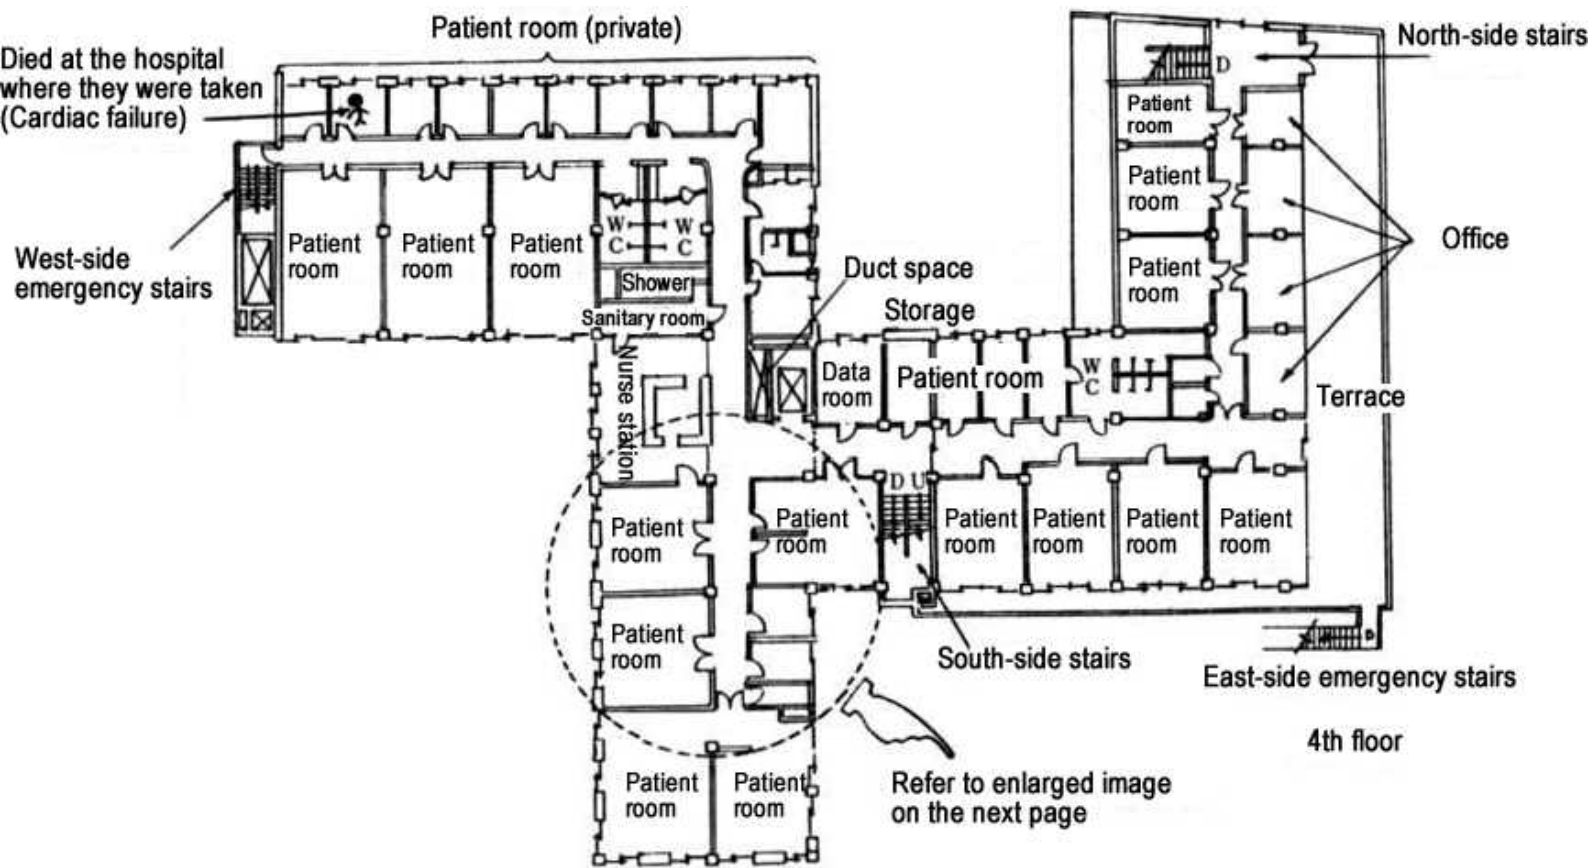 Patient room (private)
Died at the hospital
where they were taken
(Cardiac failure)
North-side stairs
D
Patient
room
Patient
room
Patient
room
Office
West-side
emergency stairs
Patient
room
Patient
room
Patient
room
W
C
W
C
Shower
Sanitary room
Duct space
Storage
Nurse station
Data
room
Patient room
W
C
Terrace
D U
Patient
room
Patient
room
Patient
room
Patient
room
Patient
room
Patient
room
Patient
room
South-side stairs
D
East-side emergency stairs
4th floor
Patient
room
Patient
room
Refer to enlarged image
on the next page